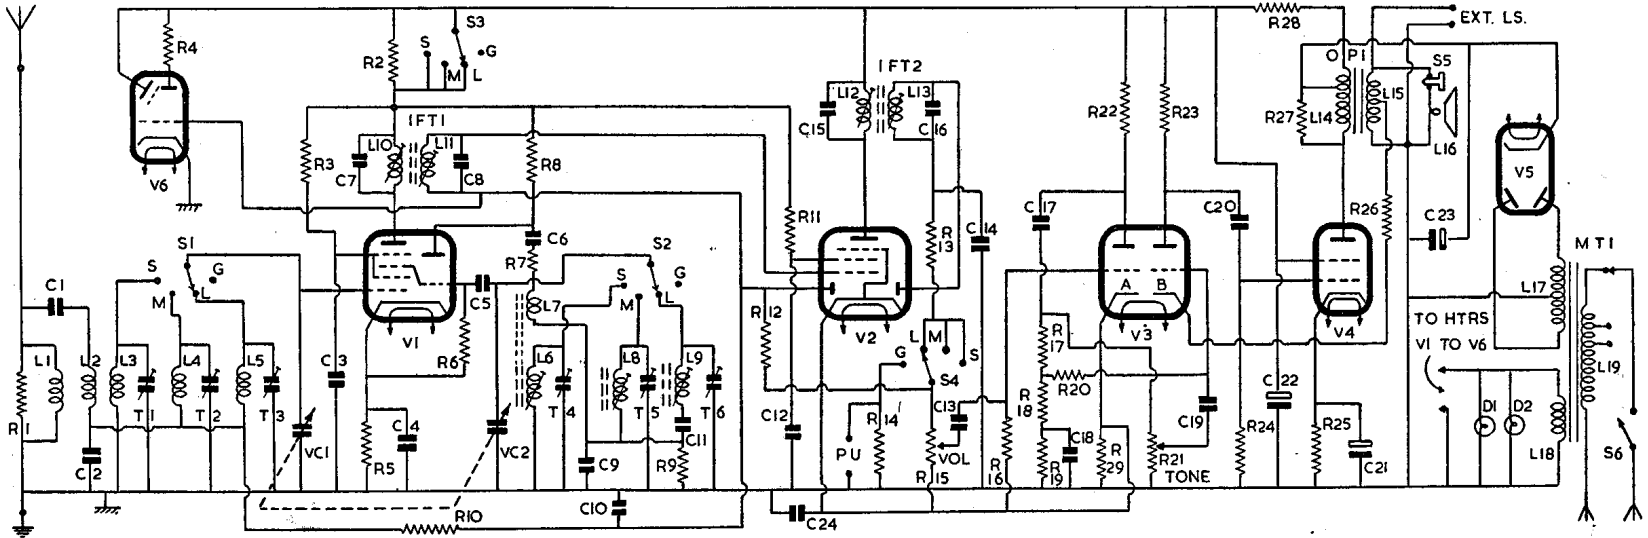 R4
V6
R2
S3
S
M
L
G
IFT1
L10
L11
C7
C8
R3
R8
R11
IFT2
L12
L13
C15
C16
R22
R23
R28
EXT. LS.
OP1
S5
R27
L14
L15
L16
V5
C17
C20
R26
C23
R13
C14
C1
S1
S
M
L
G
V1
C6
R7
C5
S2
S
M
L
G
L7
R12
V2
A
B
V3
V4
MT1
L17
TO HTRS
V1 TO V6
L1
L2
L3
L4
L5
C3
R6
L6
L8
L9
G
L
M
S
S4
R17
R20
R18
C22
L19
R1
C2
T1
T2
T3
VC1
R5
C4
VC2
T4
T5
T6
C11
C9
R9
C12
PU
R14
C13
VOL
R15
R16
C18
R19
R29
R21
TONE
C19
R24
R25
C21
D1
D2
L18
S6
R10
C10
C24